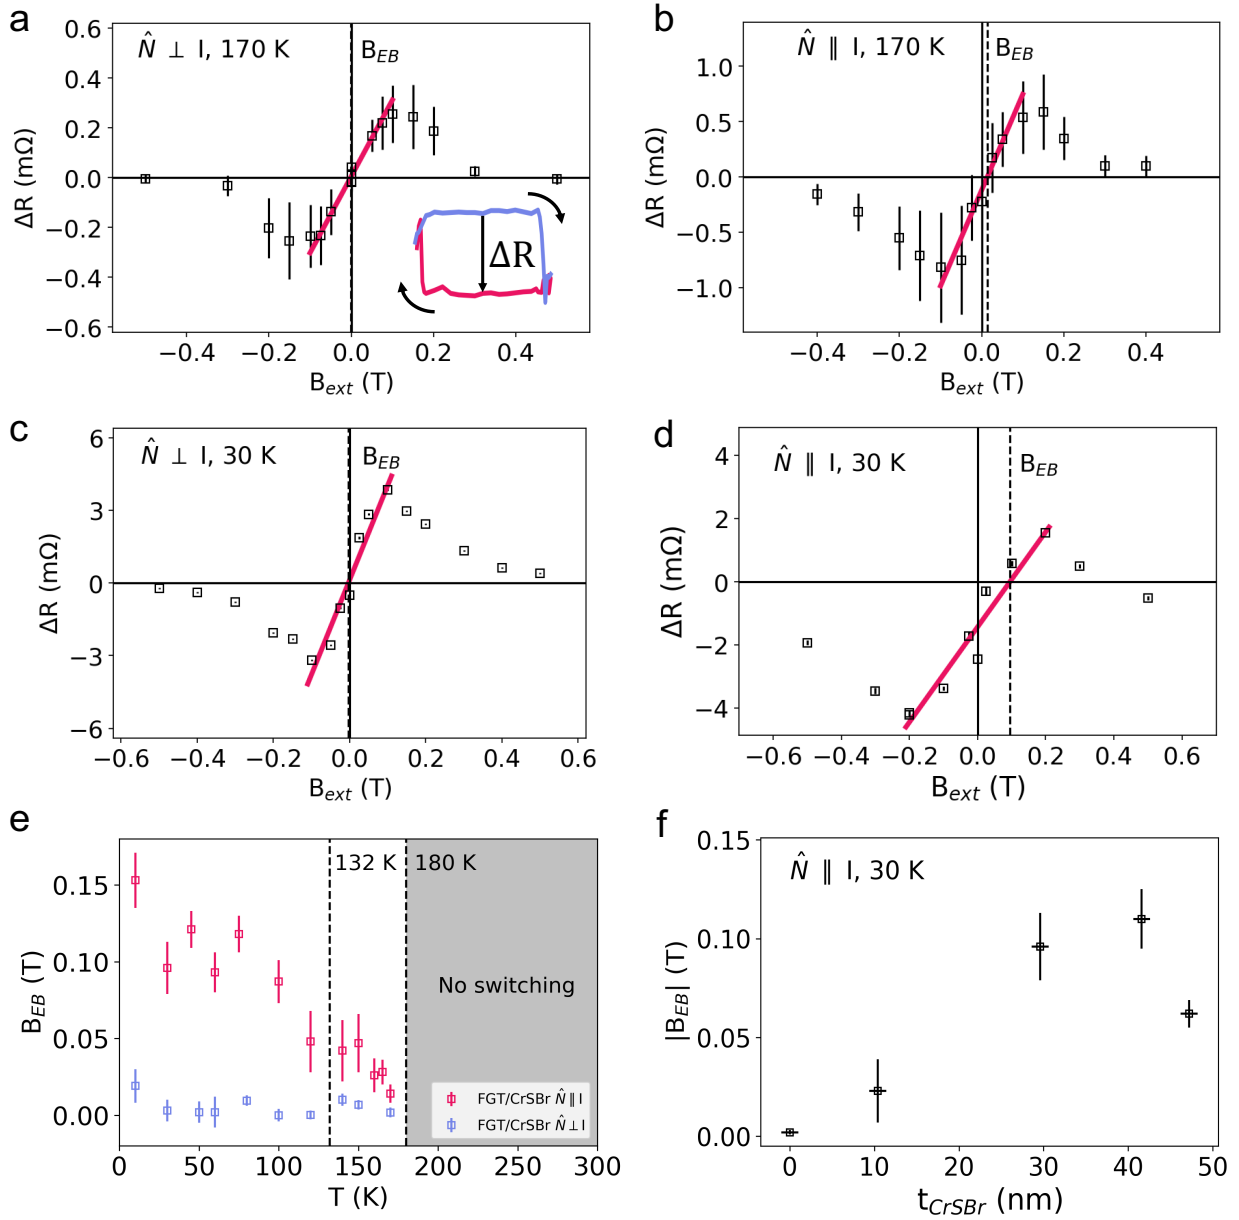 a
N̂ ⊥ I, 170 K
B_EB
ΔR (mΩ)
0.6
0.4
0.2
0.0
−0.2
−0.4
−0.6
ΔR
−0.4 −0.2 0.0 0.2 0.4
B_ext (T)
b
N̂ ∥ I, 170 K
B_EB
ΔR (mΩ)
1.0
0.5
0.0
−0.5
−1.0
−0.4 −0.2 0.0 0.2 0.4
B_ext (T)
c
N̂ ⊥ I, 30 K
B_EB
ΔR (mΩ)
6
3
0
−3
−6
−0.6 −0.4 −0.2 0.0 0.2 0.4 0.6
B_ext (T)
d
N̂ ∥ I, 30 K
B_EB
ΔR (mΩ)
4
2
0
−2
−4
−0.6 −0.4 −0.2 0.0 0.2 0.4 0.6
B_ext (T)
e
132 K
180 K
B_EB (T)
0.15
0.10
0.05
0.00
No switching
FGT/CrSBr N̂ ∥ I
FGT/CrSBr N̂ ⊥ I
0 50 100 150 200 250 300
T (K)
f
N̂ ∥ I, 30 K
|B_EB| (T)
0.15
0.10
0.05
0.00
0 10 20 30 40 50
t_CrSBr (nm)